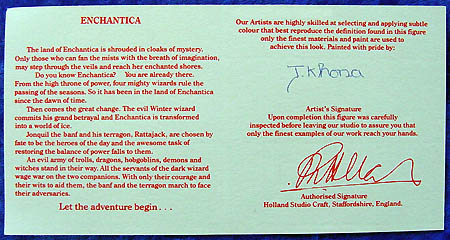 ENCHANTICA
The land of Enchantica is shrouded in cloaks of mystery.
Only those who can fan the mists with the breath of imagination,
may step through the veils and reach her enchanted shores.
Do you know Enchantica? You are already there.
From the high throne of power, four mighty wizards rule the
passing of the seasons. So it has been in the land of Enchantica
since the dawn of time.
Then comes the great change. The evil Winter wizard
commits his grand betrayal and Enchantica is transformed
into a world of ice.
Jonquil the banf and his terragon, Rattajack, are chosen by
fate to be the heroes of the day and the awesome task of
restoring the balance of power falls to them.
An evil army of trolls, dragons, hobgoblins, demons and
witches stand in their way. All the servants of the dark wizard
wage war on the two companions. With only their courage and
their wits to aid them, the banf and the terragon march to face
their adversaries.
Let the adventure begin . . .
Our Artists are highly skilled at selecting and applying subtle
colour that best reproduce the definition found in this figure
only the finest materials and paint are used to
achieve this look. Painted with pride by:
Artist's Signature
Upon completion this figure was carefully
inspected before leaving our studio to assure you that
only the finest examples of our work reach your hands.
Authorised Signature
Holland Studio Craft, Staffordshire, England.